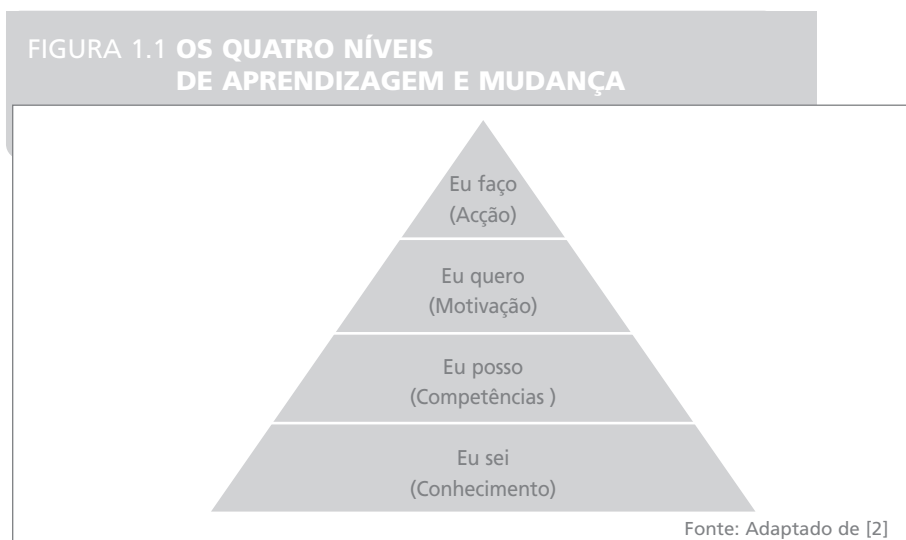 FIGURA 1.1 OS QUATRO NÍVEIS
DE APRENDIZAGEM E MUDANÇA
Eu faço
(Acção)
Eu quero
(Motivação)
Eu posso
(Competências )
Eu sei
(Conhecimento)
Fonte: Adaptado de [2]